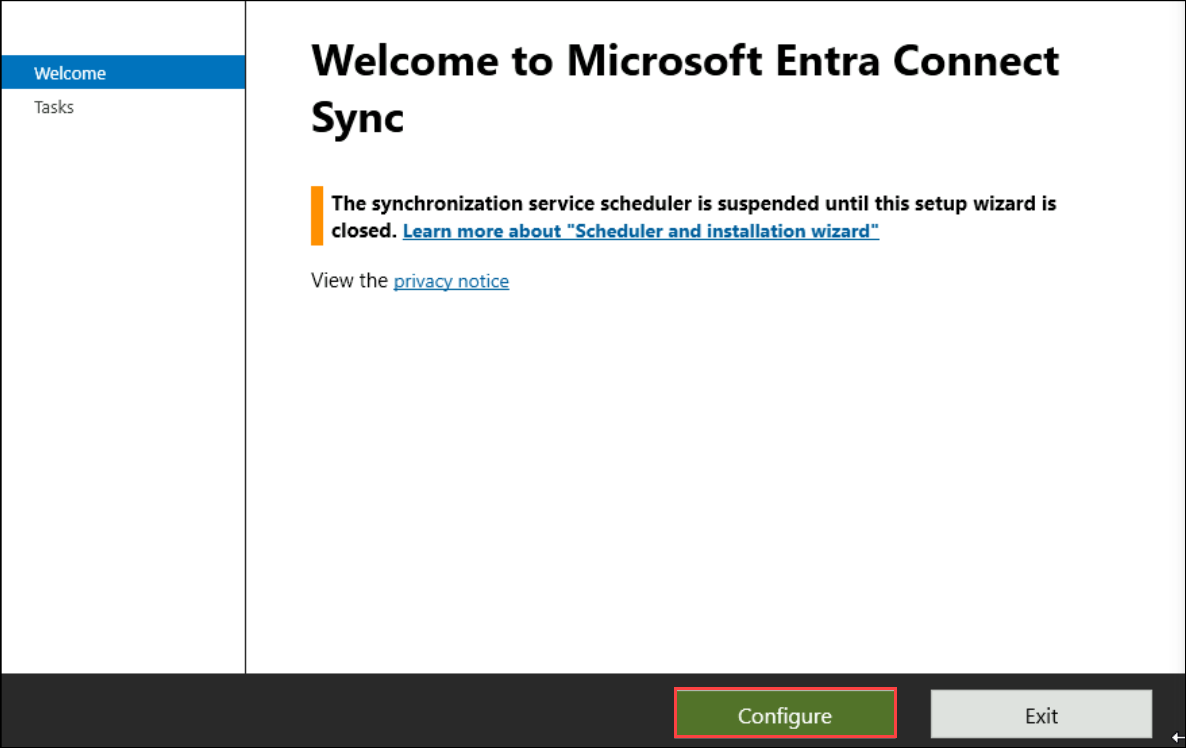 Welcome
Tasks
Welcome to Microsoft Entra Connect
Sync
The synchronization service scheduler is suspended until this setup wizard is
closed. Learn more about "Scheduler and installation wizard"
View the privacy notice
Configure
Exit